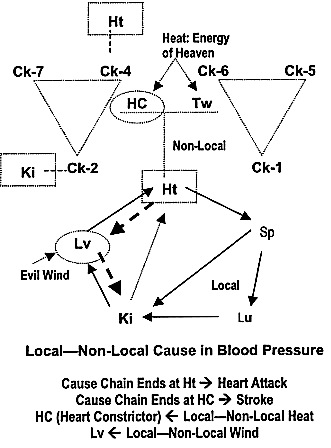 Ht
Heat: Energy
of Heaven
Ck-7 Ck-4 Ck-6 Ck-5
HC Tw
Non-Local
Ki Ck-2 Ck-1
Ht
Lv Sp
Evil Wind
Local
Ki Lu
Local—Non-Local Cause in Blood Pressure
Cause Chain Ends at Ht → Heart Attack
Cause Chain Ends at HC → Stroke
HC (Heart Constrictor) ← Local—Non-Local Heat
Lv ← Local—Non-Local Wind